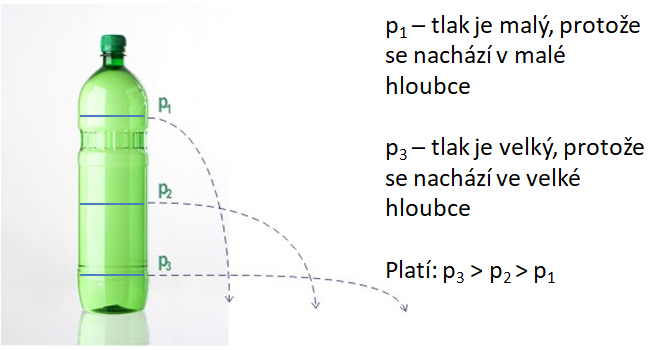 p₁ – tlak je malý, protože
se nachází v malé
hloubce
p₁
p₂
p₃ – tlak je velký, protože
se nachází ve velké
hloubce
p₃
Platí: p₃ > p₂ > p₁